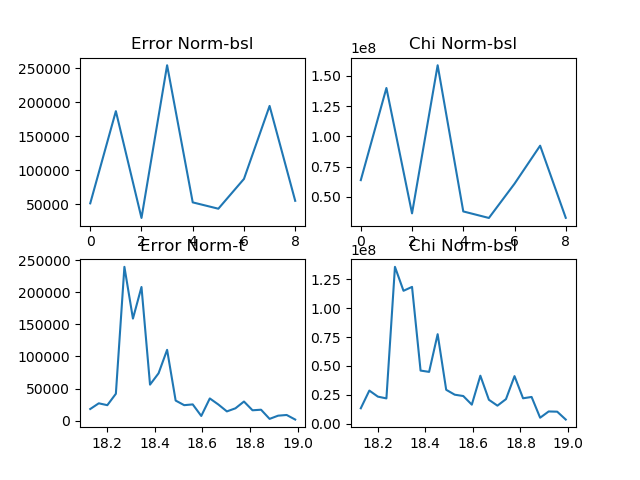 Error Norm-bsl
Chi Norm-bsl
1e8
250000
200000
150000
100000
50000
0 2 4 6 8
1.50
1.25
1.00
0.75
0.50
0 2 4 6 8
Error Norm-t
Chi Norm-bsl
1e8
250000
200000
150000
100000
50000
0
18.2 18.4 18.6 18.8 19.0
1.25
1.00
0.75
0.50
0.25
0.00
18.2 18.4 18.6 18.8 19.0